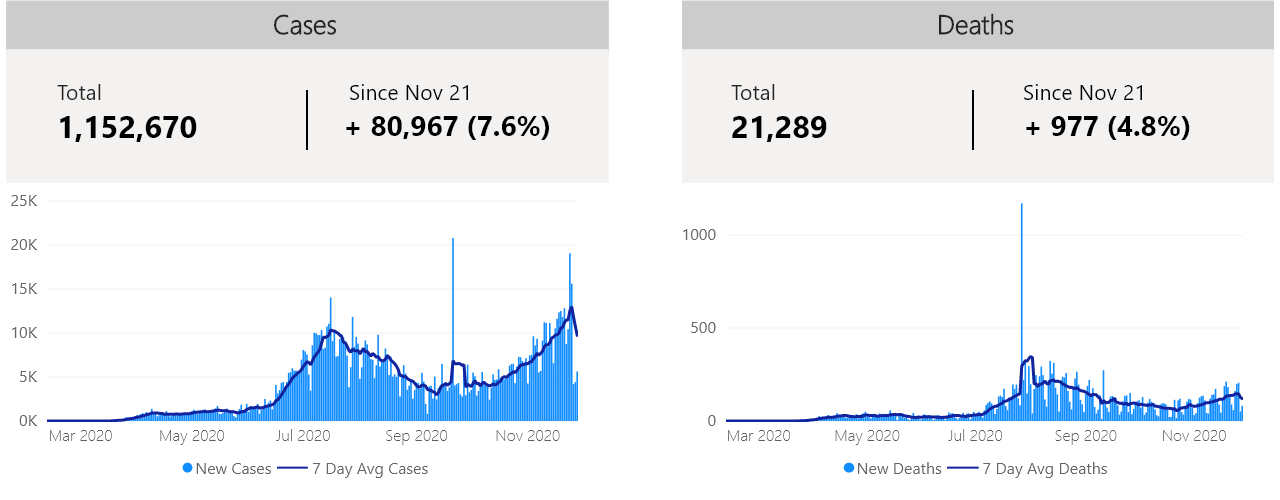 Cases
Total
1,152,670
Since Nov 21
+ 80,967 (7.6%)
25K
20K
15K
10K
5K
0K
Mar 2020 May 2020 Jul 2020 Sep 2020 Nov 2020
New Cases 7 Day Avg Cases
Deaths
Total
21,289
Since Nov 21
+ 977 (4.8%)
1000
500
0
Mar 2020 May 2020 Jul 2020 Sep 2020 Nov 2020
New Deaths 7 Day Avg Deaths